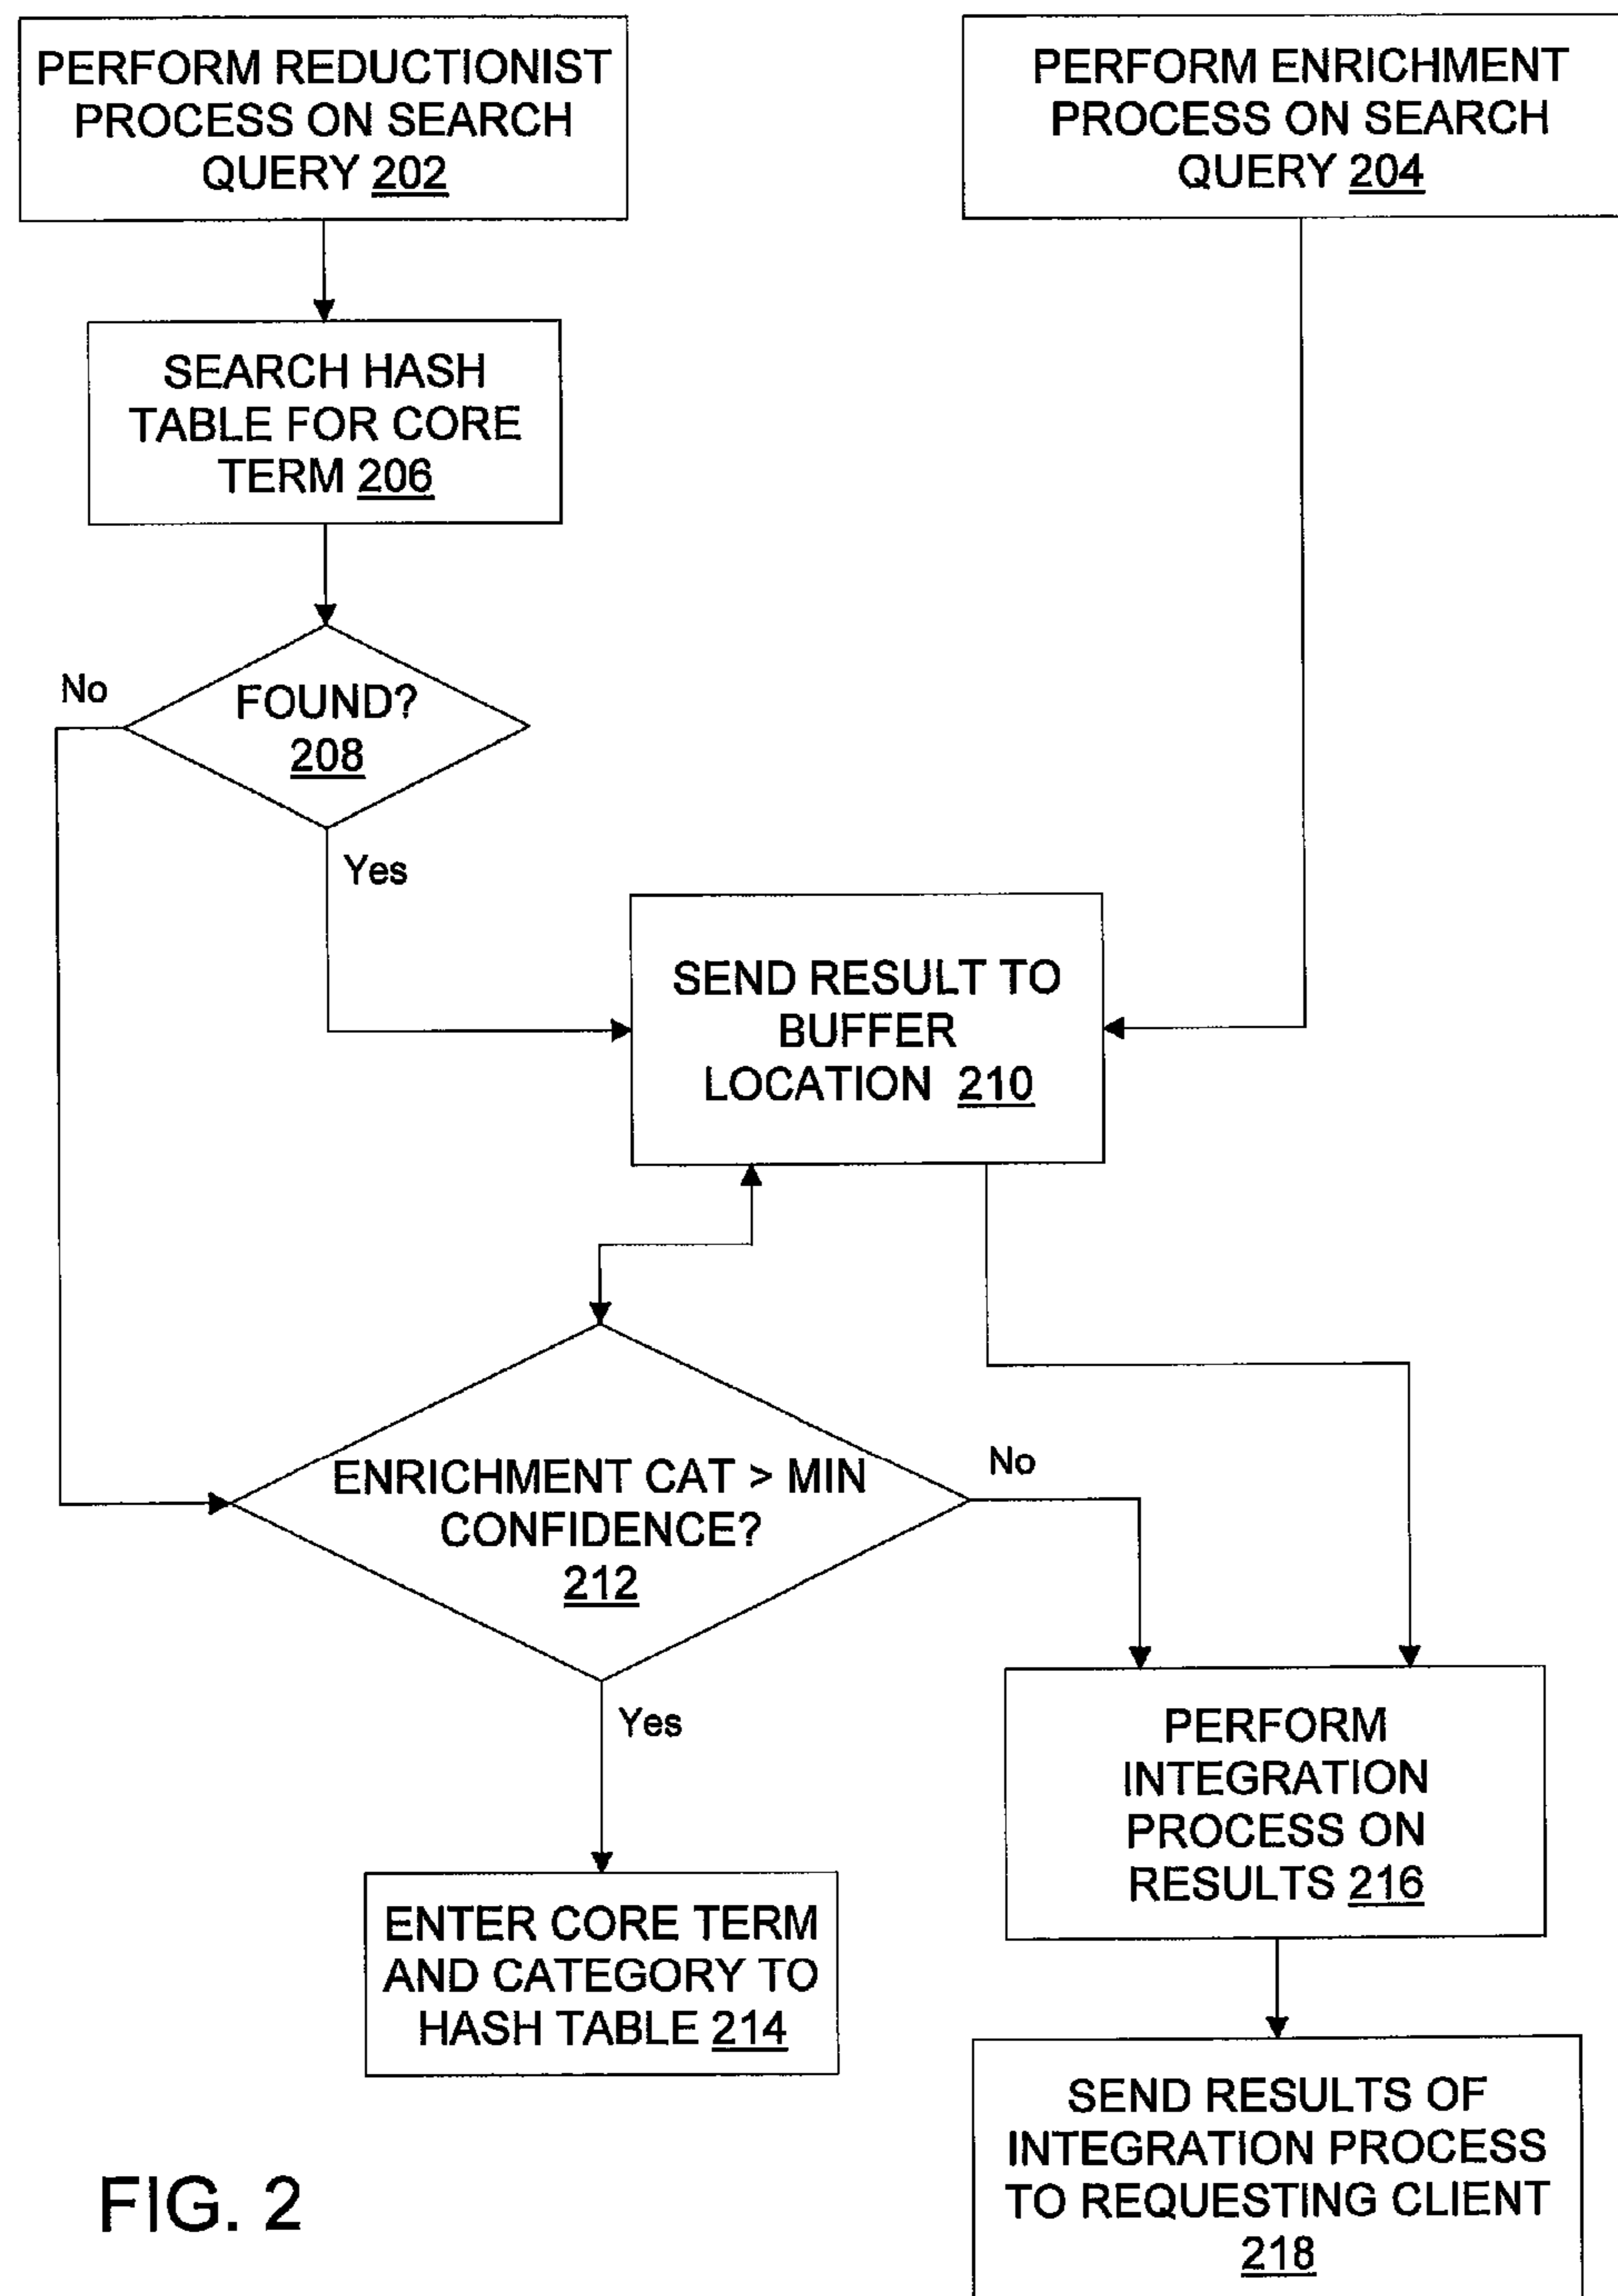 PERFORM REDUCTIONIST
PROCESS ON SEARCH
QUERY 202
PERFORM ENRICHMENT
PROCESS ON SEARCH
QUERY 204
SEARCH HASH
TABLE FOR CORE
TERM 206
No
FOUND?
208
Yes
SEND RESULT TO
BUFFER
LOCATION 210
ENRICHMENT CAT > MIN
CONFIDENCE?
212
No
Yes
PERFORM
INTEGRATION
PROCESS ON
RESULTS 216
ENTER CORE TERM
AND CATEGORY TO
HASH TABLE 214
SEND RESULTS OF
INTEGRATION PROCESS
TO REQUESTING CLIENT
218
FIG. 2